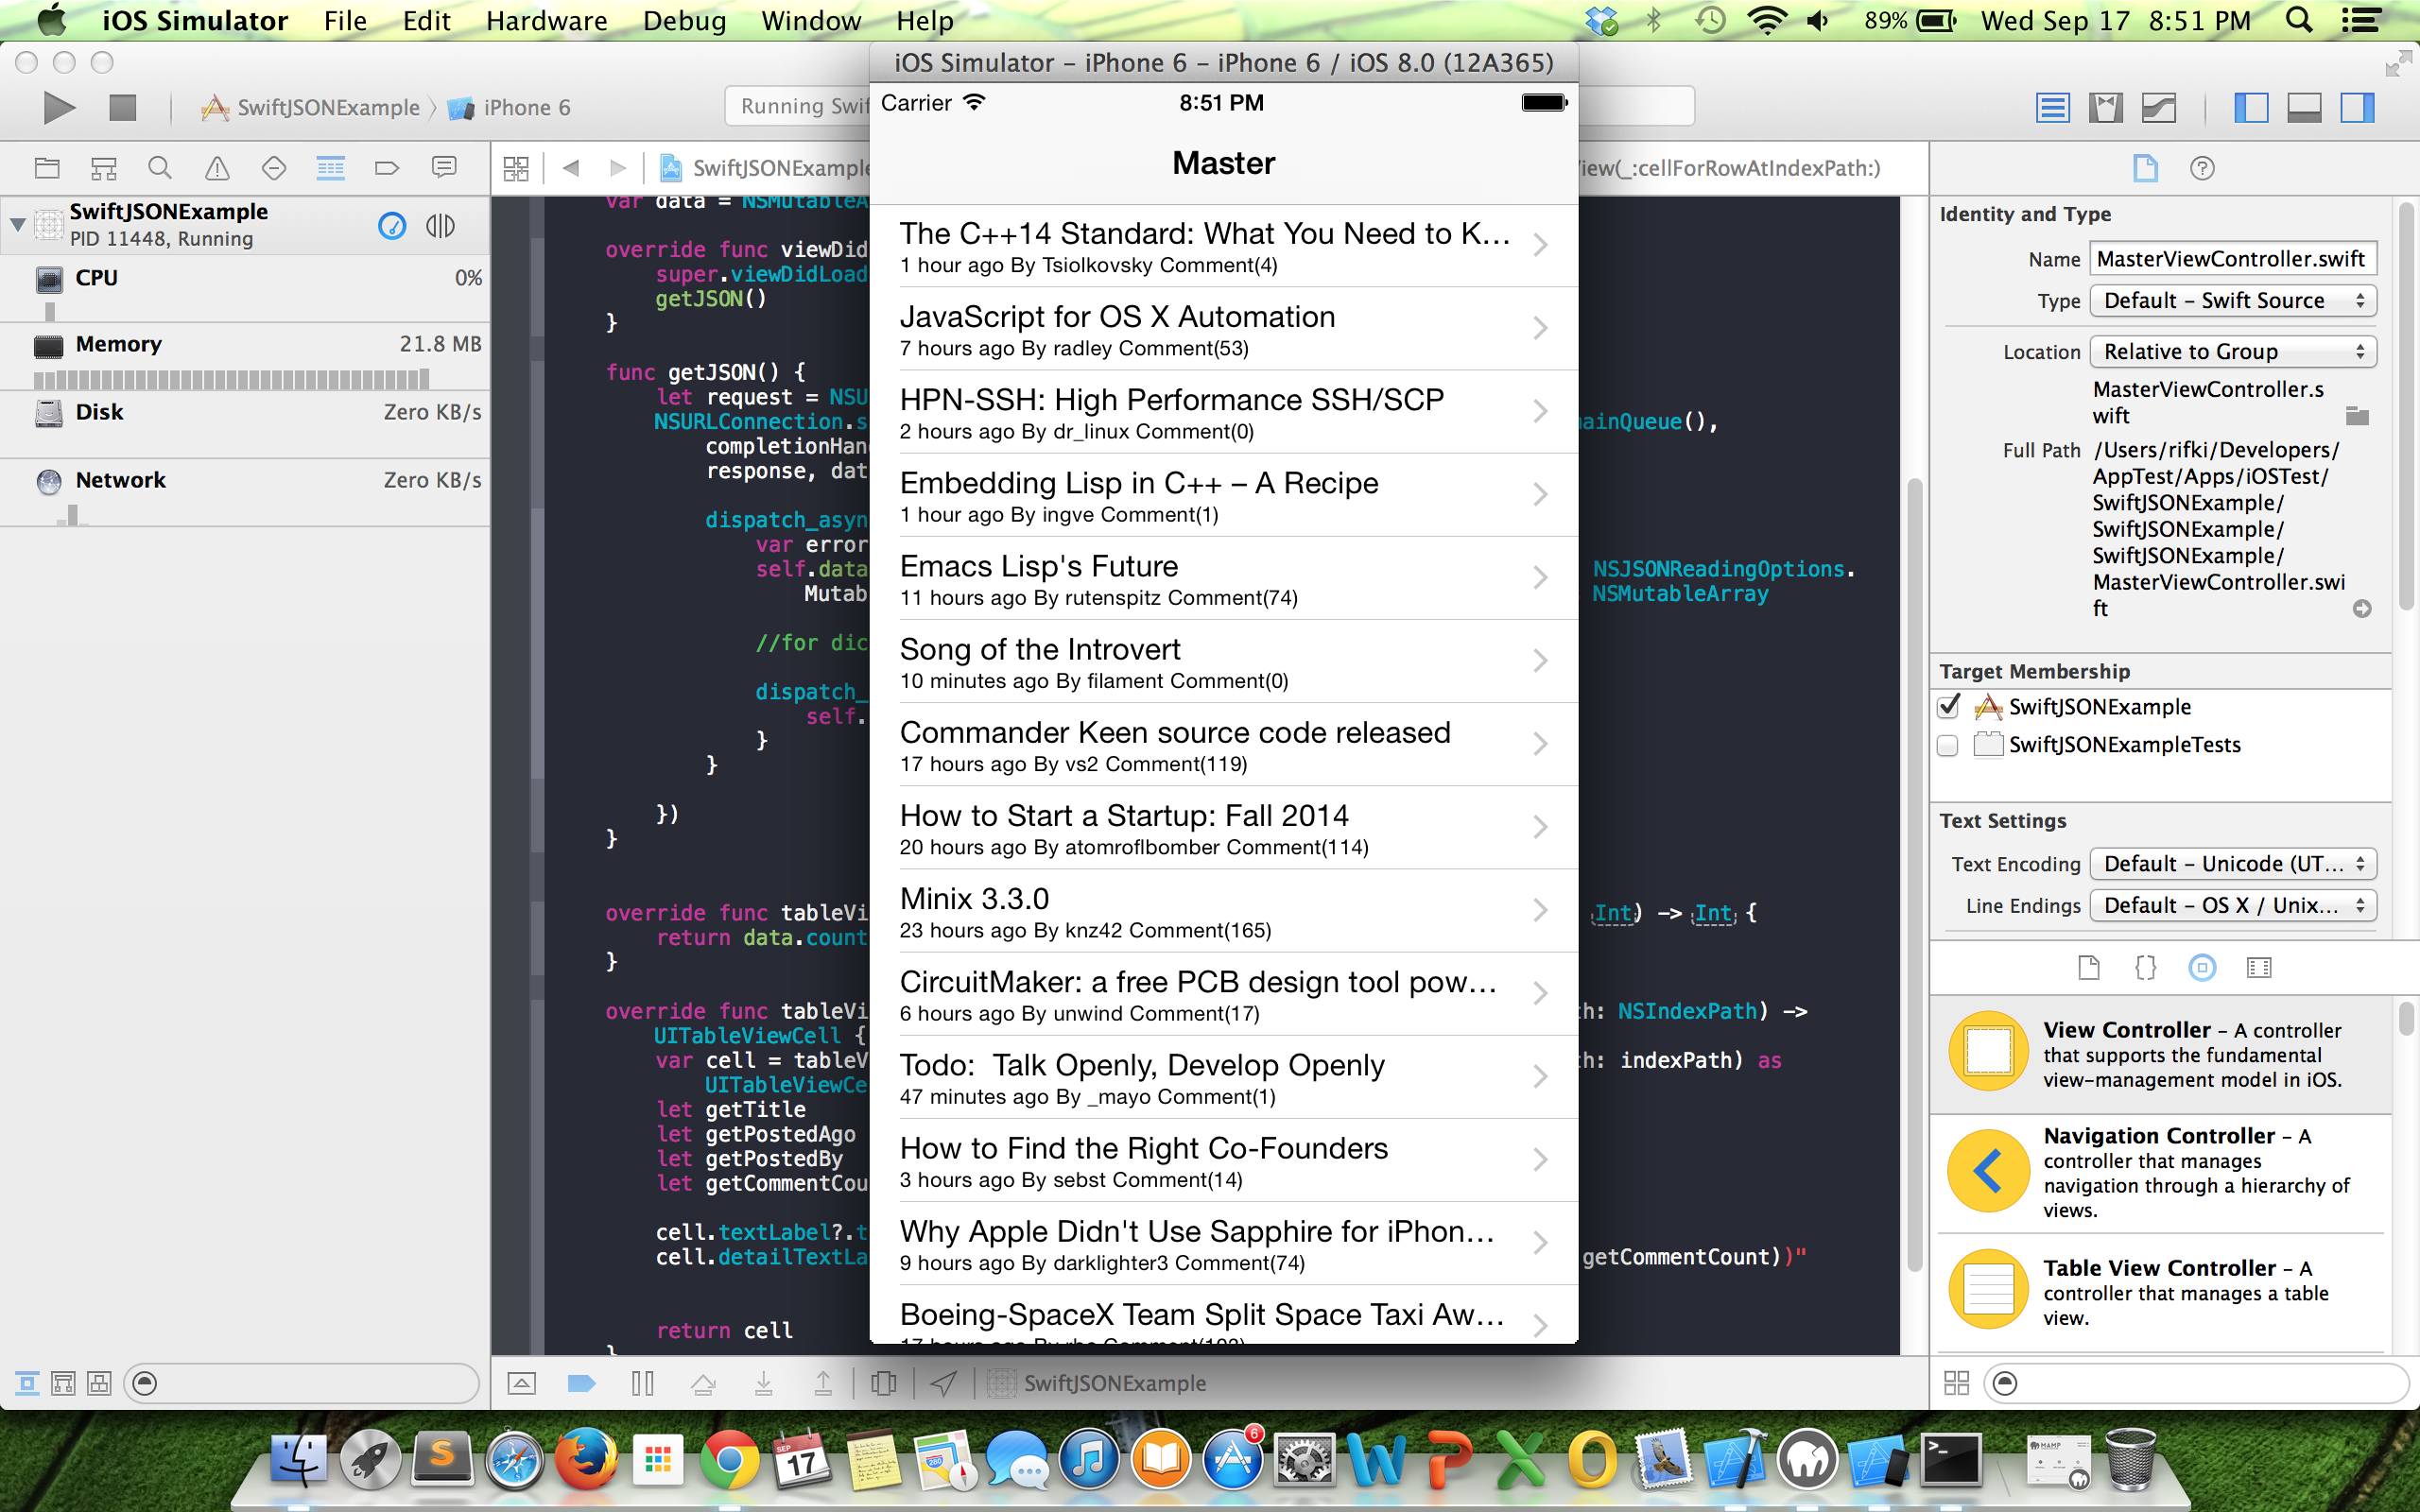 iOS Simulator File Edit Hardware Debug Window Help 89% Wed Sep 17 8:51 PM
iOS Simulator – iPhone 6 – iPhone 6 / iOS 8.0 (12A365)
SwiftJSONExample iPhone 6
Running Swif
Carrier 8:51 PM
Master
SwiftJSONExample
PID 11448, Running
CPU 0%
Memory 21.8 MB
Disk Zero KB/s
Network Zero KB/s
SwiftJSONExample
iew(_:cellForRowAtIndexPath:)
var data = NSMutableA
override func viewDid
super.viewDidLoad
getJSON()
}
func getJSON() {
let request = NSU
NSURLConnection.s
ainQueue(),
completionHan
response, dat
dispatch_asyn
var error
self.data
NSJSONReadingOptions.
Mutab
NSMutableArray
//for dic
dispatch_
self.
}
}
})
}
override func tableVi
Int) -> Int {
return data.count
}
override func tableVi
th: NSIndexPath) ->
UITableViewCell {
var cell = tableV
th: indexPath) as
UITableViewCe
let getTitle
let getPostedAgo
let getPostedBy
let getCommentCou
cell.textLabel?.t
cell.detailTextLa
getCommentCount))"
return cell
}
The C++14 Standard: What You Need to K...
1 hour ago By Tsiolkovsky Comment(4)
JavaScript for OS X Automation
7 hours ago By radley Comment(53)
HPN-SSH: High Performance SSH/SCP
2 hours ago By dr_linux Comment(0)
Embedding Lisp in C++ – A Recipe
1 hour ago By ingve Comment(1)
Emacs Lisp's Future
11 hours ago By rutenspitz Comment(74)
Song of the Introvert
10 minutes ago By filament Comment(0)
Commander Keen source code released
17 hours ago By vs2 Comment(119)
How to Start a Startup: Fall 2014
20 hours ago By atomroflbomber Comment(114)
Minix 3.3.0
23 hours ago By knz42 Comment(165)
CircuitMaker: a free PCB design tool pow...
6 hours ago By unwind Comment(17)
Todo:  Talk Openly, Develop Openly
47 minutes ago By _mayo Comment(1)
How to Find the Right Co-Founders
3 hours ago By sebst Comment(14)
Why Apple Didn't Use Sapphire for iPhon...
9 hours ago By darklighter3 Comment(74)
Boeing-SpaceX Team Split Space Taxi Aw...
Identity and Type
Name MasterViewController.swift
Type Default – Swift Source
Location Relative to Group
MasterViewController.s
wift
Full Path /Users/rifki/Developers/
AppTest/Apps/iOSTest/
SwiftJSONExample/
SwiftJSONExample/
SwiftJSONExample/
MasterViewController.swi
ft
Target Membership
SwiftJSONExample
SwiftJSONExampleTests
Text Settings
Text Encoding Default – Unicode (UT...
Line Endings Default – OS X / Unix...
View Controller – A controller
that supports the fundamental
view-management model in iOS.
Navigation Controller – A
controller that manages
navigation through a hierarchy of
views.
Table View Controller – A
controller that manages a table
view.
SwiftJSONExample
SEP
17
280
6
MAMP